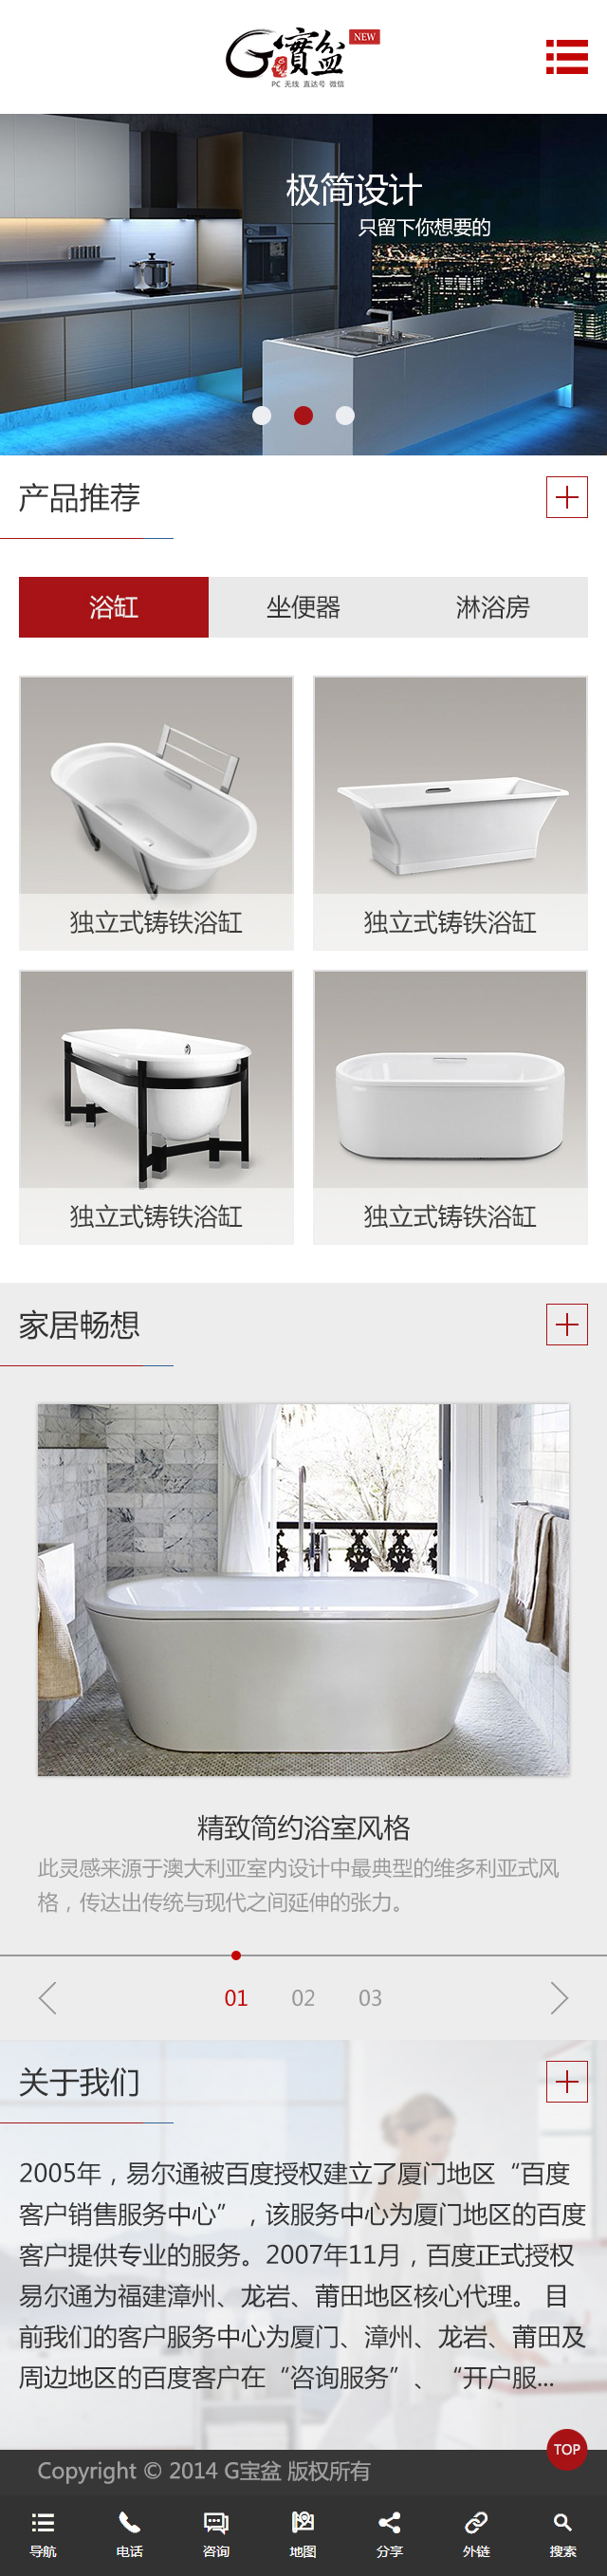 G寶盆 NEW
PC 无线 直达号 微信
极简设计
只留下你想要的
产品推荐
浴缸 坐便器 淋浴房
独立式铸铁浴缸 独立式铸铁浴缸
独立式铸铁浴缸 独立式铸铁浴缸
家居畅想
精致简约浴室风格
此灵感来源于澳大利亚室内设计中最典型的维多利亚式风
格，传达出传统与现代之间延伸的张力。
01 02 03
关于我们
2005年，易尔通被百度授权建立了厦门地区“百度
客户销售服务中心”，该服务中心为厦门地区的百度
客户提供专业的服务。2007年11月，百度正式授权
易尔通为福建漳州、龙岩、莆田地区核心代理。 目
前我们的客户服务中心为厦门、漳州、龙岩、莆田及
周边地区的百度客户在“咨询服务”、“开户服...
TOP
Copyright © 2014 G宝盆 版权所有
导航 电话 咨询 地图 分享 外链 搜索